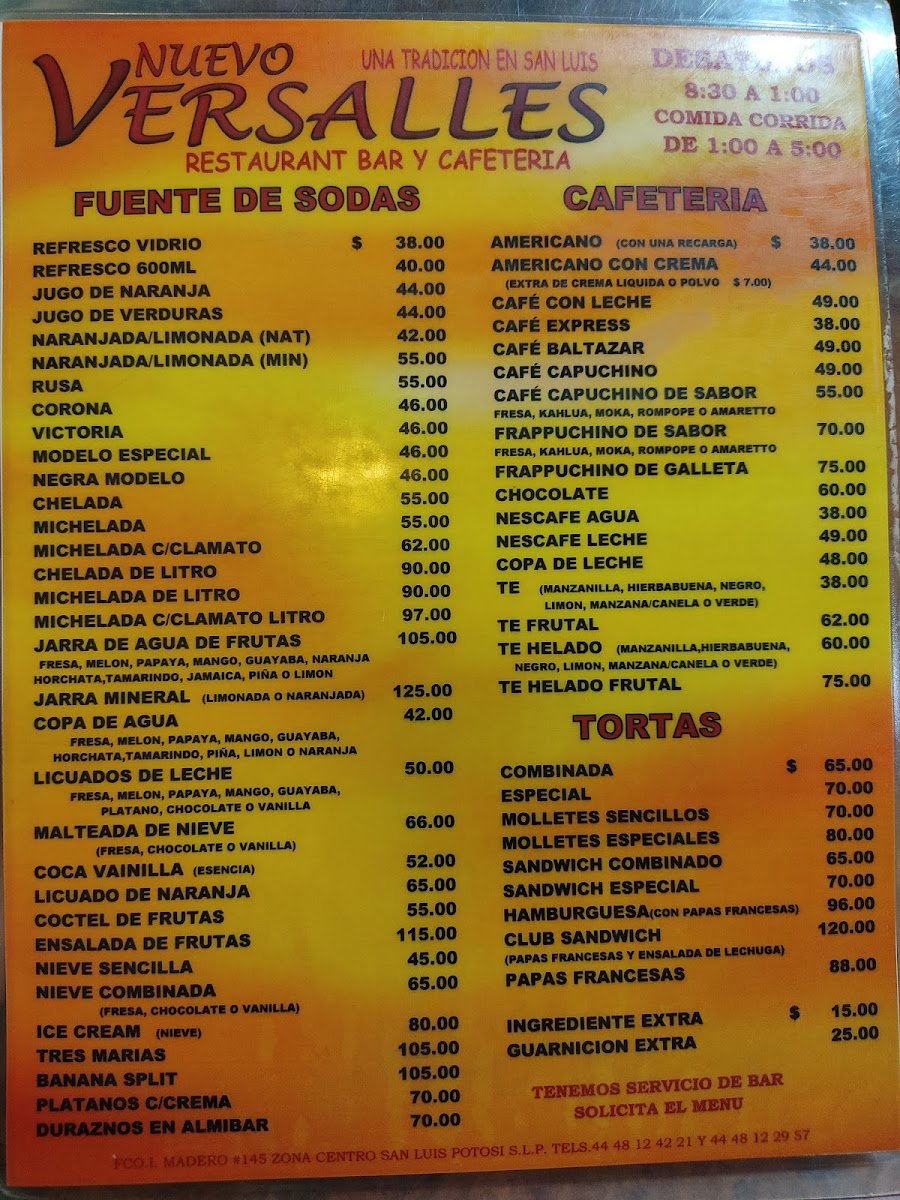 NUEVO
VERSALLES
UNA TRADICION EN SAN LUIS
RESTAURANT BAR Y CAFETERIA
8:30 A 1:00
COMIDA CORRIDA
DE 1:00 A 5:00
FUENTE DE SODAS
REFRESCO VIDRIO $ 38.00
REFRESCO 600ML 40.00
JUGO DE NARANJA 44.00
JUGO DE VERDURAS 44.00
NARANJADA/LIMONADA (NAT) 42.00
NARANJADA/LIMONADA (MIN) 55.00
RUSA 55.00
CORONA 46.00
VICTORIA 46.00
MODELO ESPECIAL 46.00
NEGRA MODELO 46.00
CHELADA 55.00
MICHELADA 55.00
MICHELADA C/CLAMATO 62.00
CHELADA DE LITRO 90.00
MICHELADA DE LITRO 90.00
MICHELADA C/CLAMATO LITRO 97.00
JARRA DE AGUA DE FRUTAS 105.00
FRESA, MELON, PAPAYA, MANGO, GUAYABA, NARANJA
HORCHATA,TAMARINDO, JAMAICA, PIÑA O LIMON
JARRA MINERAL (LIMONADA O NARANJADA) 125.00
COPA DE AGUA 42.00
FRESA, MELON, PAPAYA, MANGO, GUAYABA,
HORCHATA,TAMARINDO, PIÑA, LIMON O NARANJA
LICUADOS DE LECHE 50.00
FRESA, MELON, PAPAYA, MANGO, GUAYABA,
PLATANO, CHOCOLATE O VANILLA
MALTEADA DE NIEVE 66.00
(FRESA, CHOCOLATE O VANILLA)
COCA VAINILLA (ESENCIA) 52.00
LICUADO DE NARANJA 65.00
COCTEL DE FRUTAS 55.00
ENSALADA DE FRUTAS 115.00
NIEVE SENCILLA 45.00
NIEVE COMBINADA 65.00
(FRESA, CHOCOLATE O VANILLA)
ICE CREAM (NIEVE) 80.00
TRES MARIAS 105.00
BANANA SPLIT 105.00
PLATANOS C/CREMA 70.00
DURAZNOS EN ALMIBAR 70.00
CAFETERIA
AMERICANO (CON UNA RECARGA) $ 38.00
AMERICANO CON CREMA 44.00
(EXTRA DE CREMA LIQUIDA O POLVO $ 7.00)
CAFÉ CON LECHE 49.00
CAFÉ EXPRESS 38.00
CAFÉ BALTAZAR 49.00
CAFÉ CAPUCHINO 49.00
CAFÉ CAPUCHINO DE SABOR 55.00
FRESA, KAHLUA, MOKA, ROMPOPE O AMARETTO
FRAPPUCHINO DE SABOR 70.00
FRESA, KAHLUA, MOKA, ROMPOPE O AMARETTO
FRAPPUCHINO DE GALLETA 75.00
CHOCOLATE 60.00
NESCAFE AGUA 38.00
NESCAFE LECHE 49.00
COPA DE LECHE 48.00
TE (MANZANILLA, HIERBABUENA, NEGRO, 38.00
LIMON, MANZANA/CANELA O VERDE)
TE FRUTAL 62.00
TE HELADO (MANZANILLA,HIERBABUENA, 60.00
NEGRO, LIMON, MANZANA/CANELA O VERDE)
TE HELADO FRUTAL 75.00
TORTAS
COMBINADA $ 65.00
ESPECIAL 70.00
MOLLETES SENCILLOS 70.00
MOLLETES ESPECIALES 80.00
SANDWICH COMBINADO 65.00
SANDWICH ESPECIAL 70.00
HAMBURGUESA(CON PAPAS FRANCESAS) 96.00
CLUB SANDWICH 120.00
(PAPAS FRANCESAS Y ENSALADA DE LECHUGA)
PAPAS FRANCESAS 88.00
INGREDIENTE EXTRA $ 15.00
GUARNICION EXTRA 25.00
TENEMOS SERVICIO DE BAR
SOLICITA EL MENU
FCO.I. MADERO #145 ZONA CENTRO SAN LUIS POTOSI S.L.P. TELS.44 48 12 42 21 Y 44 48 12 29 57